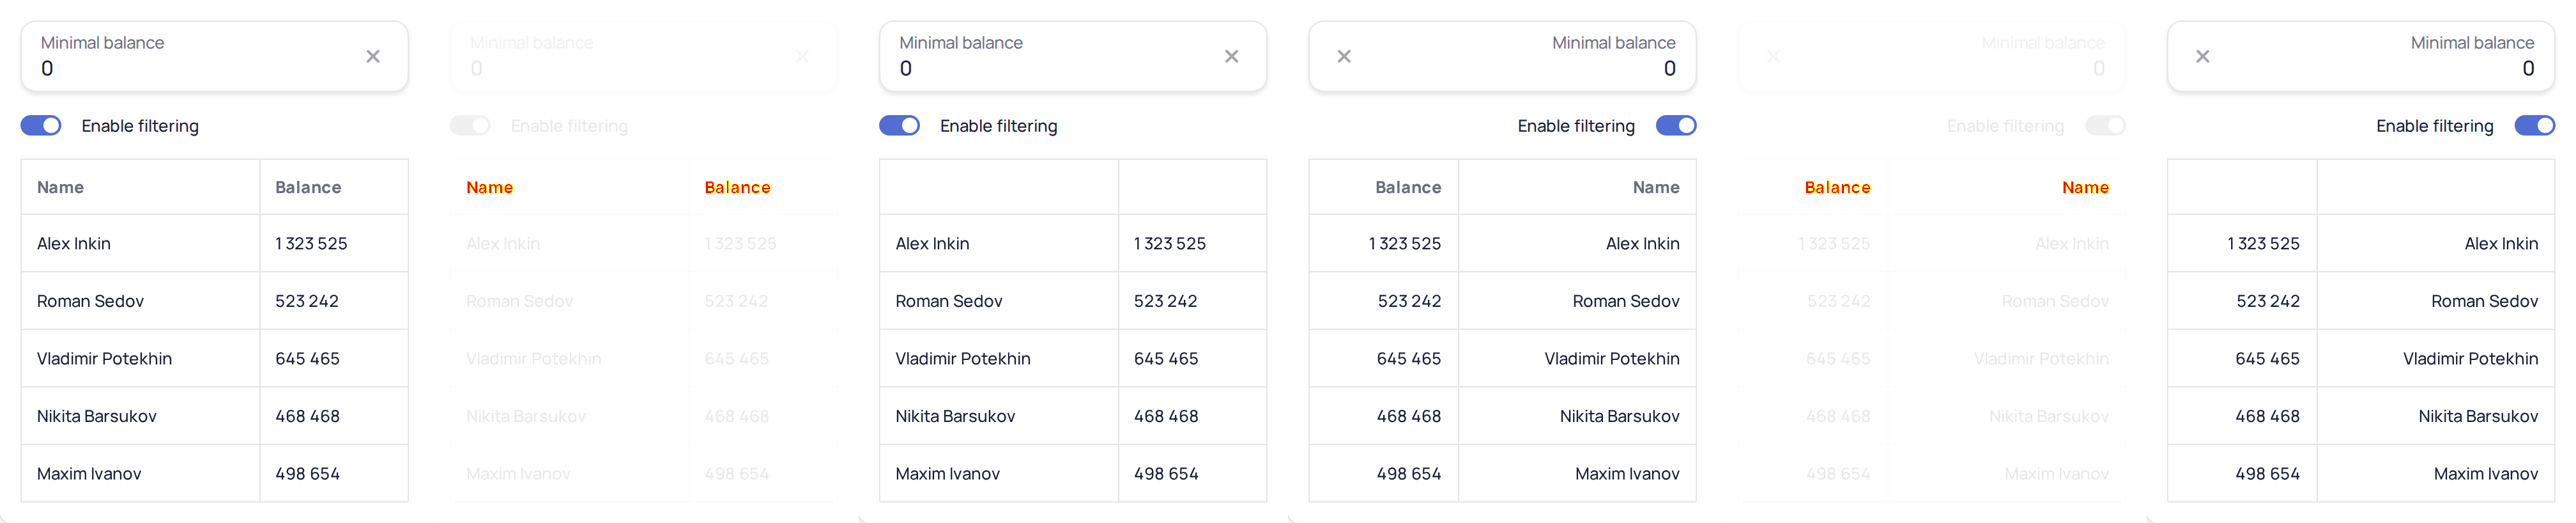 Minimal balance
0
Enable filtering
Name Balance
Alex Inkin 1 323 525
Roman Sedov 523 242
Vladimir Potekhin 645 465
Nikita Barsukov 468 468
Maxim Ivanov 498 654
Minimal balance
0
Enable filtering
Name Balance
Alex Inkin 1 323 525
Roman Sedov 523 242
Vladimir Potekhin 645 465
Nikita Barsukov 468 468
Maxim Ivanov 498 654
Minimal balance
0
Enable filtering
Alex Inkin 1 323 525
Roman Sedov 523 242
Vladimir Potekhin 645 465
Nikita Barsukov 468 468
Maxim Ivanov 498 654
Minimal balance
0
Enable filtering
Balance Name
1 323 525 Alex Inkin
523 242 Roman Sedov
645 465 Vladimir Potekhin
468 468 Nikita Barsukov
498 654 Maxim Ivanov
Minimal balance
0
Enable filtering
Balance Name
1 323 525 Alex Inkin
523 242 Roman Sedov
645 465 Vladimir Potekhin
468 468 Nikita Barsukov
498 654 Maxim Ivanov
Minimal balance
0
Enable filtering
1 323 525 Alex Inkin
523 242 Roman Sedov
645 465 Vladimir Potekhin
468 468 Nikita Barsukov
498 654 Maxim Ivanov